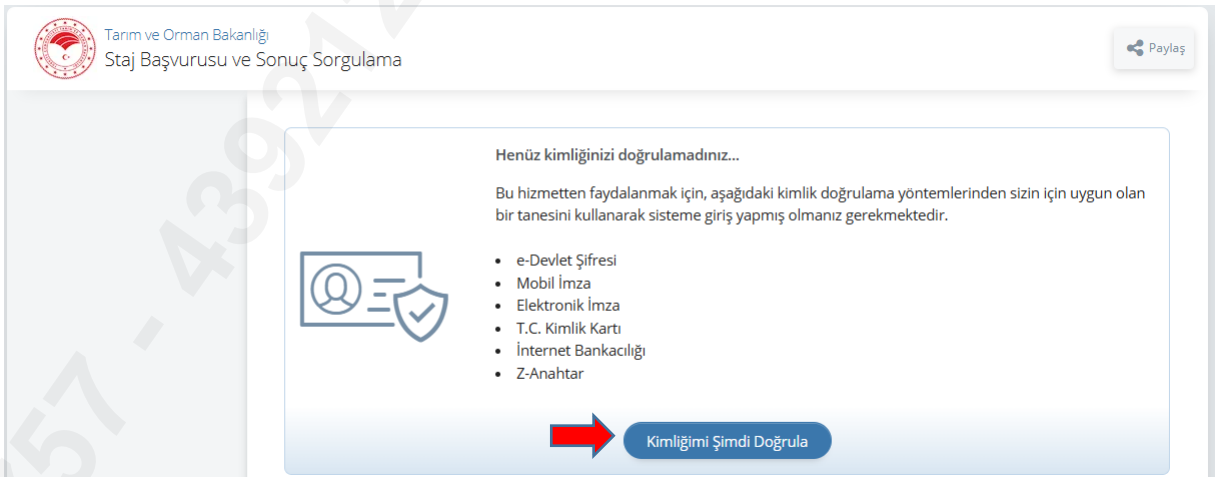 Tarım ve Orman Bakanlığı
Staj Başvurusu ve Sonuç Sorgulama
Paylaş
Henüz kimliğinizi doğrulamadınız...
Bu hizmetten faydalanmak için, aşağıdaki kimlik doğrulama yöntemlerinden sizin için uygun olan
bir tanesini kullanarak sisteme giriş yapmış olmanız gerekmektedir.
• e-Devlet Şifresi
• Mobil İmza
• Elektronik İmza
• T.C. Kimlik Kartı
• İnternet Bankacılığı
• Z-Anahtar
Kimliğimi Şimdi Doğrula